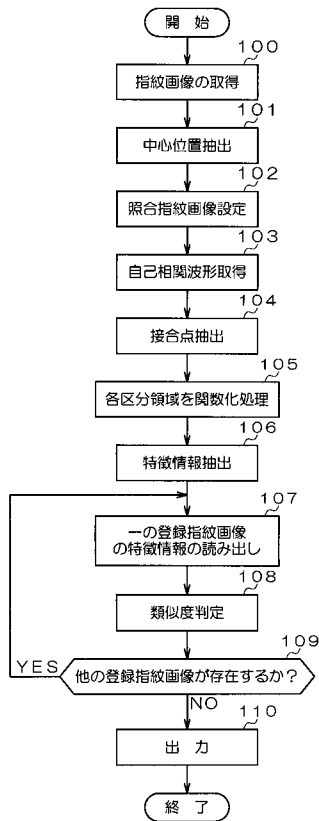 開 始
100
指紋画像の取得
101
中心位置抽出
102
照合指紋画像設定
103
自己相関波形取得
104
接合点抽出
105
各区分領域を関数化処理
106
特徴情報抽出
107
一の登録指紋画像
の特徴情報の読み出し
108
類似度判定
109
YES
他の登録指紋画像が存在するか？
NO
110
出 力
終 了